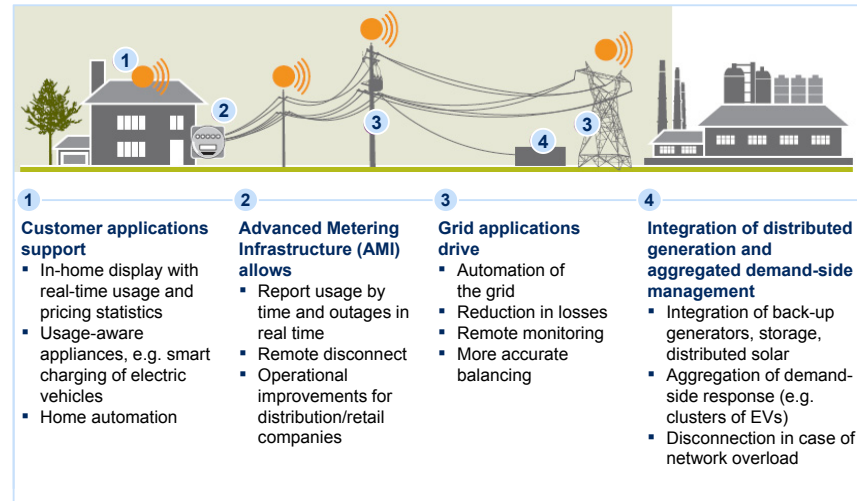 1
2
3
3
4
1
Customer applications
support
▪ In-home display with
real-time usage and
pricing statistics
▪ Usage-aware
appliances, e.g. smart
charging of electric
vehicles
▪ Home automation
2
Advanced Metering
Infrastructure (AMI)
allows
▪ Report usage by
time and outages in
real time
▪ Remote disconnect
▪ Operational
improvements for
distribution/retail
companies
3
Grid applications
drive
▪ Automation of
the grid
▪ Reduction in losses
▪ Remote monitoring
▪ More accurate
balancing
4
Integration of distributed
generation and
aggregated demand-side
management
▪ Integration of back-up
generators, storage,
distributed solar
▪ Aggregation of demand-
side response (e.g.
clusters of EVs)
▪ Disconnection in case of
network overload